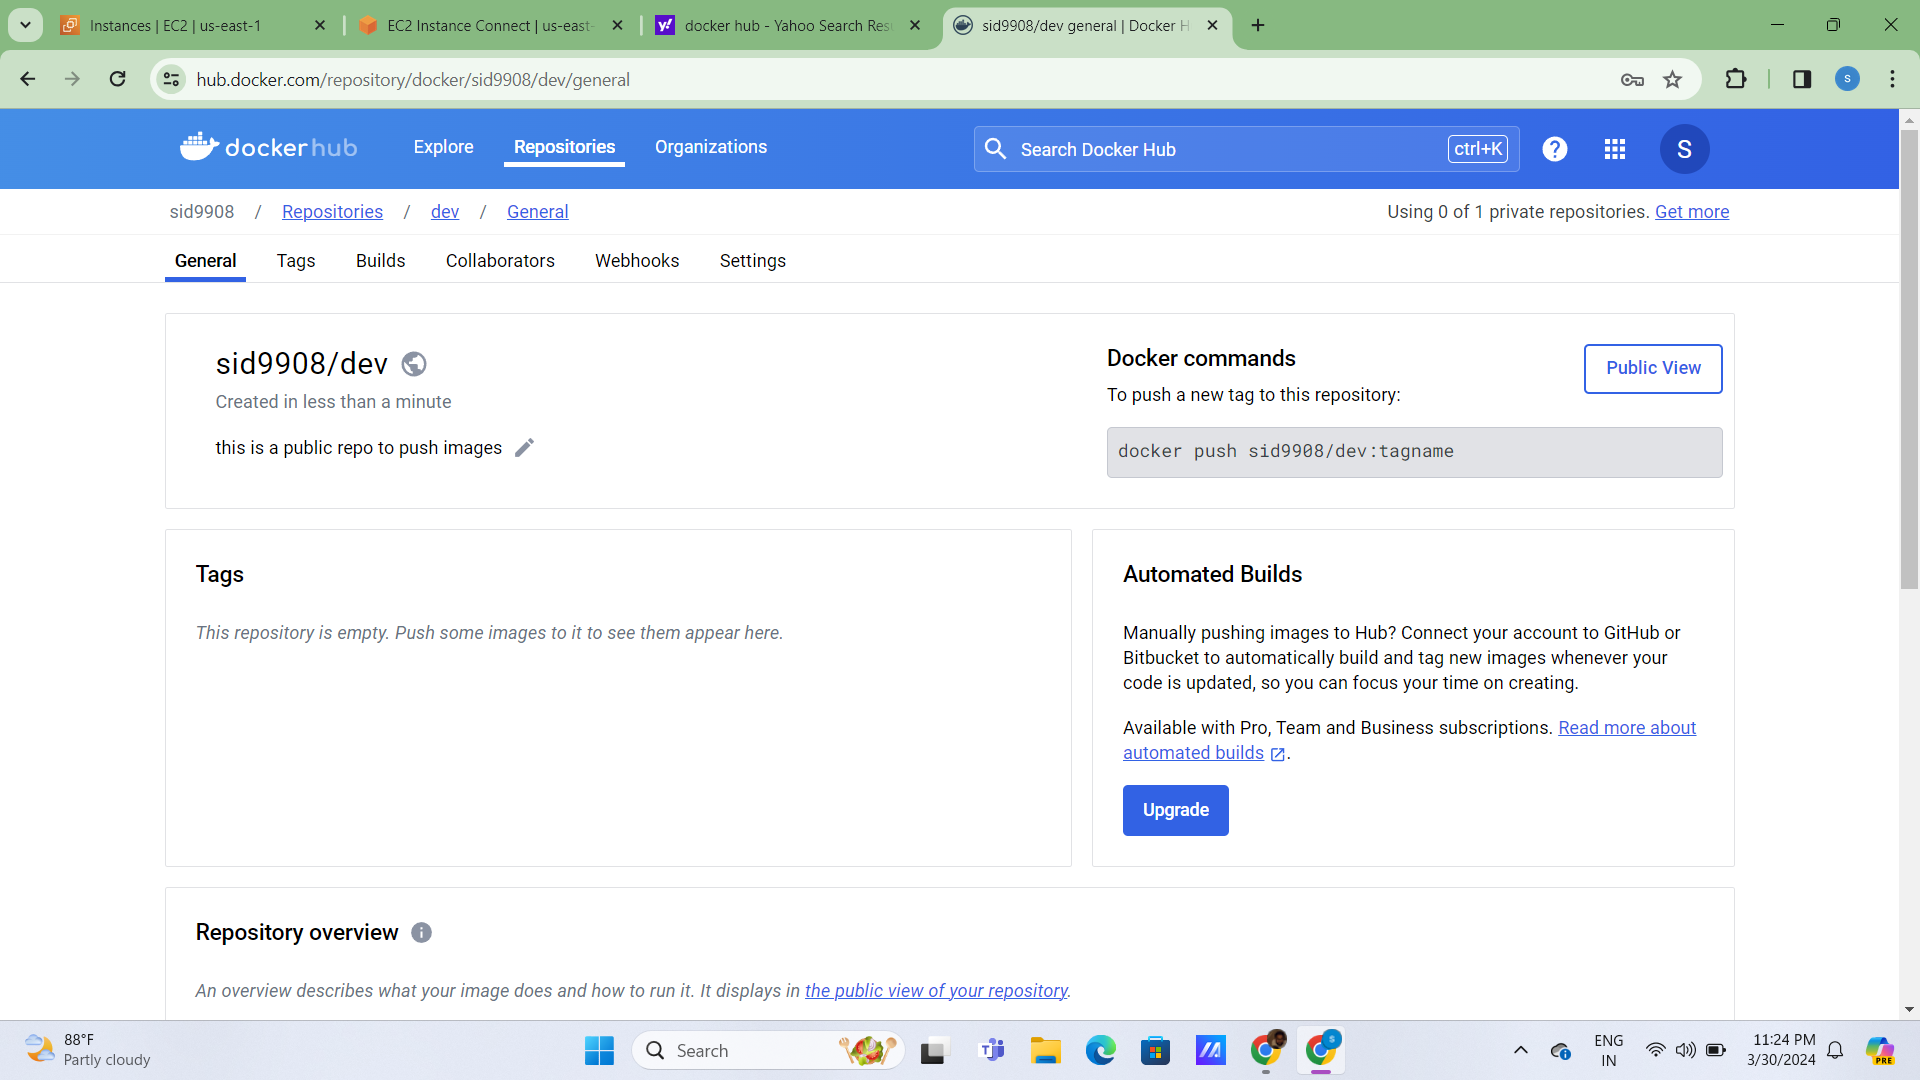 Instances | EC2 | us-east-1
EC2 Instance Connect | us-east-
docker hub - Yahoo Search Res
sid9908/dev general | Docker H
hub.docker.com/repository/docker/sid9908/dev/general
S
dockerhub
Explore
Repositories
Organizations
Search Docker Hub
ctrl+K
?
S
sid9908 / Repositories / dev / General
Using 0 of 1 private repositories. Get more
General
Tags
Builds
Collaborators
Webhooks
Settings
sid9908/dev
Created in less than a minute
this is a public repo to push images
Docker commands
Public View
To push a new tag to this repository:
docker push sid9908/dev:tagname
Tags
This repository is empty. Push some images to it to see them appear here.
Automated Builds
Manually pushing images to Hub? Connect your account to GitHub or
Bitbucket to automatically build and tag new images whenever your
code is updated, so you can focus your time on creating.
Available with Pro, Team and Business subscriptions. Read more about
automated builds .
Upgrade
Repository overview
An overview describes what your image does and how to run it. It displays in the public view of your repository.
88°F
Partly cloudy
Search
ENG
IN
11:24 PM
3/30/2024
PRE